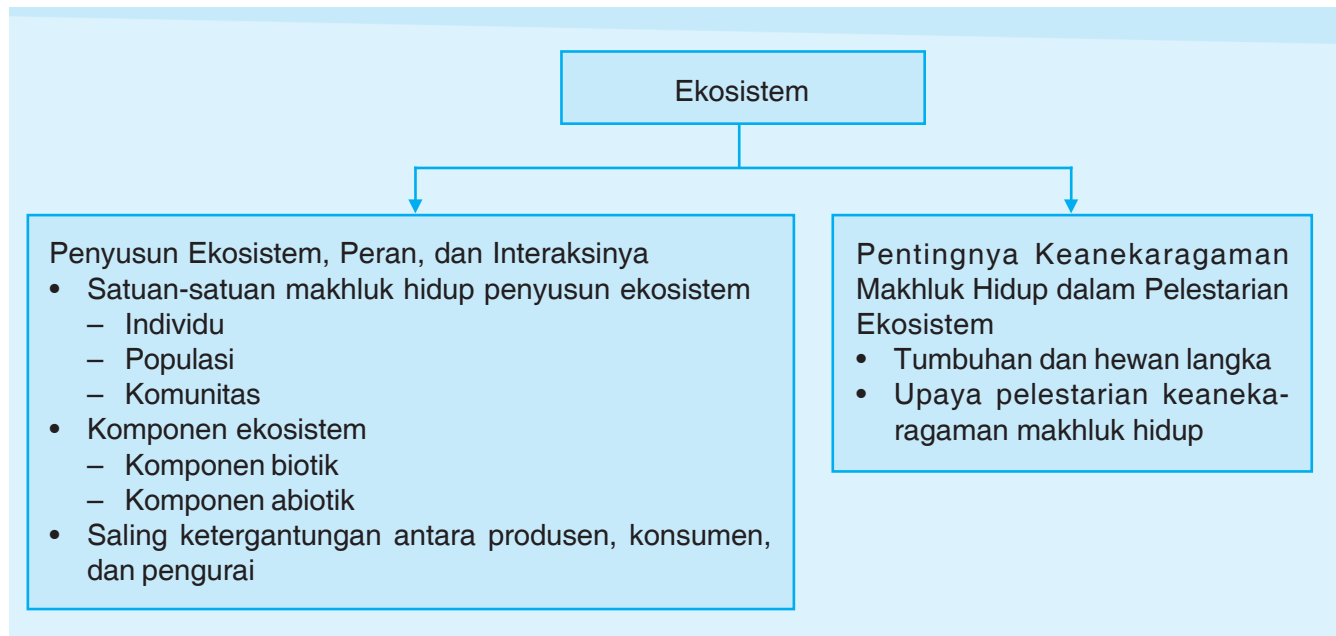 Ekosistem
Penyusun Ekosistem, Peran, dan Interaksinya
• Satuan-satuan makhluk hidup penyusun ekosistem
– Individu
– Populasi
– Komunitas
• Komponen ekosistem
– Komponen biotik
– Komponen abiotik
• Saling ketergantungan antara produsen, konsumen,
dan pengurai
Pentingnya Keanekaragaman
Makhluk Hidup dalam Pelestarian
Ekosistem
• Tumbuhan dan hewan langka
• Upaya pelestarian keaneka-
ragaman makhluk hidup